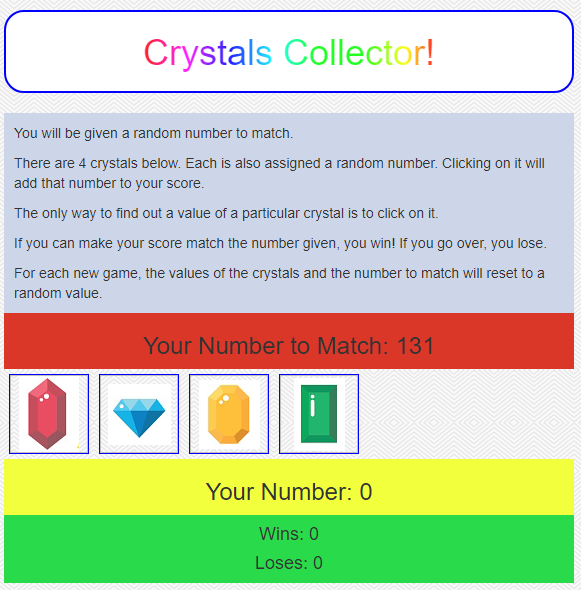 Crystals Collector!
You will be given a random number to match.
There are 4 crystals below. Each is also assigned a random number. Clicking on it will
add that number to your score.
The only way to find out a value of a particular crystal is to click on it.
If you can make your score match the number given, you win! If you go over, you lose.
For each new game, the values of the crystals and the number to match will reset to a
random value.
Your Number to Match: 131
Your Number: 0
Wins: 0
Loses: 0